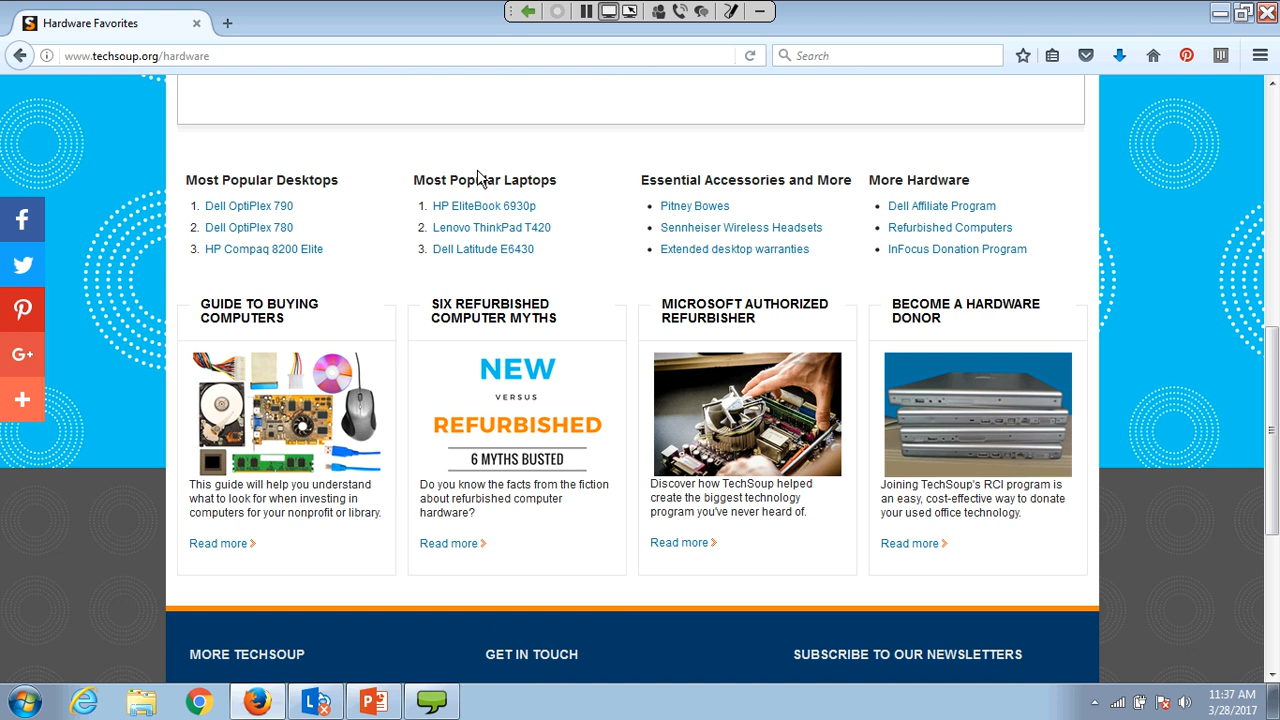 Hardware Favorites
www.techsoup.org/hardware
Search
Most Popular Desktops
1. Dell OptiPlex 790
2. Dell OptiPlex 780
3. HP Compaq 8200 Elite
Most Popular Laptops
1. HP EliteBook 6930p
2. Lenovo ThinkPad T420
3. Dell Latitude E6430
Essential Accessories and More
• Pitney Bowes
• Sennheiser Wireless Headsets
• Extended desktop warranties
More Hardware
• Dell Affiliate Program
• Refurbished Computers
• InFocus Donation Program
GUIDE TO BUYING
COMPUTERS
This guide will help you understand
what to look for when investing in
computers for your nonprofit or library.
Read more
SIX REFURBISHED
COMPUTER MYTHS
NEW
VERSUS
REFURBISHED
6 MYTHS BUSTED
Do you know the facts from the fiction
about refurbished computer
hardware?
Read more
MICROSOFT AUTHORIZED
REFURBISHER
Discover how TechSoup helped
create the biggest technology
program you've never heard of.
Read more
BECOME A HARDWARE
DONOR
Joining TechSoup's RCI program is
an easy, cost-effective way to donate
your used office technology.
Read more
MORE TECHSOUP
GET IN TOUCH
SUBSCRIBE TO OUR NEWSLETTERS
11:37 AM
3/28/2017